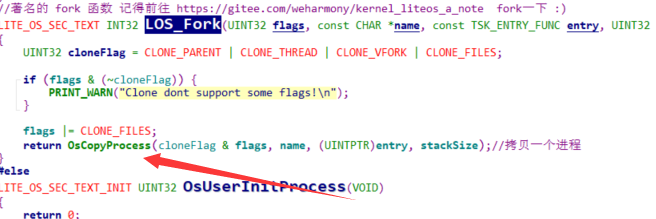 //著名的 fork 函数 记得前往 https://gitee.com/weharmony/kernel_liteos_a_note  fork一下 :)
LITE_OS_SEC_TEXT INT32 LOS_Fork(UINT32 flags, const CHAR *name, const TSK_ENTRY_FUNC entry, UINT32
{
    UINT32 cloneFlag = CLONE_PARENT | CLONE_THREAD | CLONE_VFORK | CLONE_FILES;
    if (flags & (~cloneFlag)) {
        PRINT_WARN("Clone dont support some flags!\n");
    }
    flags |= CLONE_FILES;
    return OsCopyProcess(cloneFlag & flags, name, (UINTPTR)entry, stackSize);//拷贝一个进程
}
#else
LITE_OS_SEC_TEXT_INIT UINT32 OsUserInitProcess(VOID)
{
    return 0;